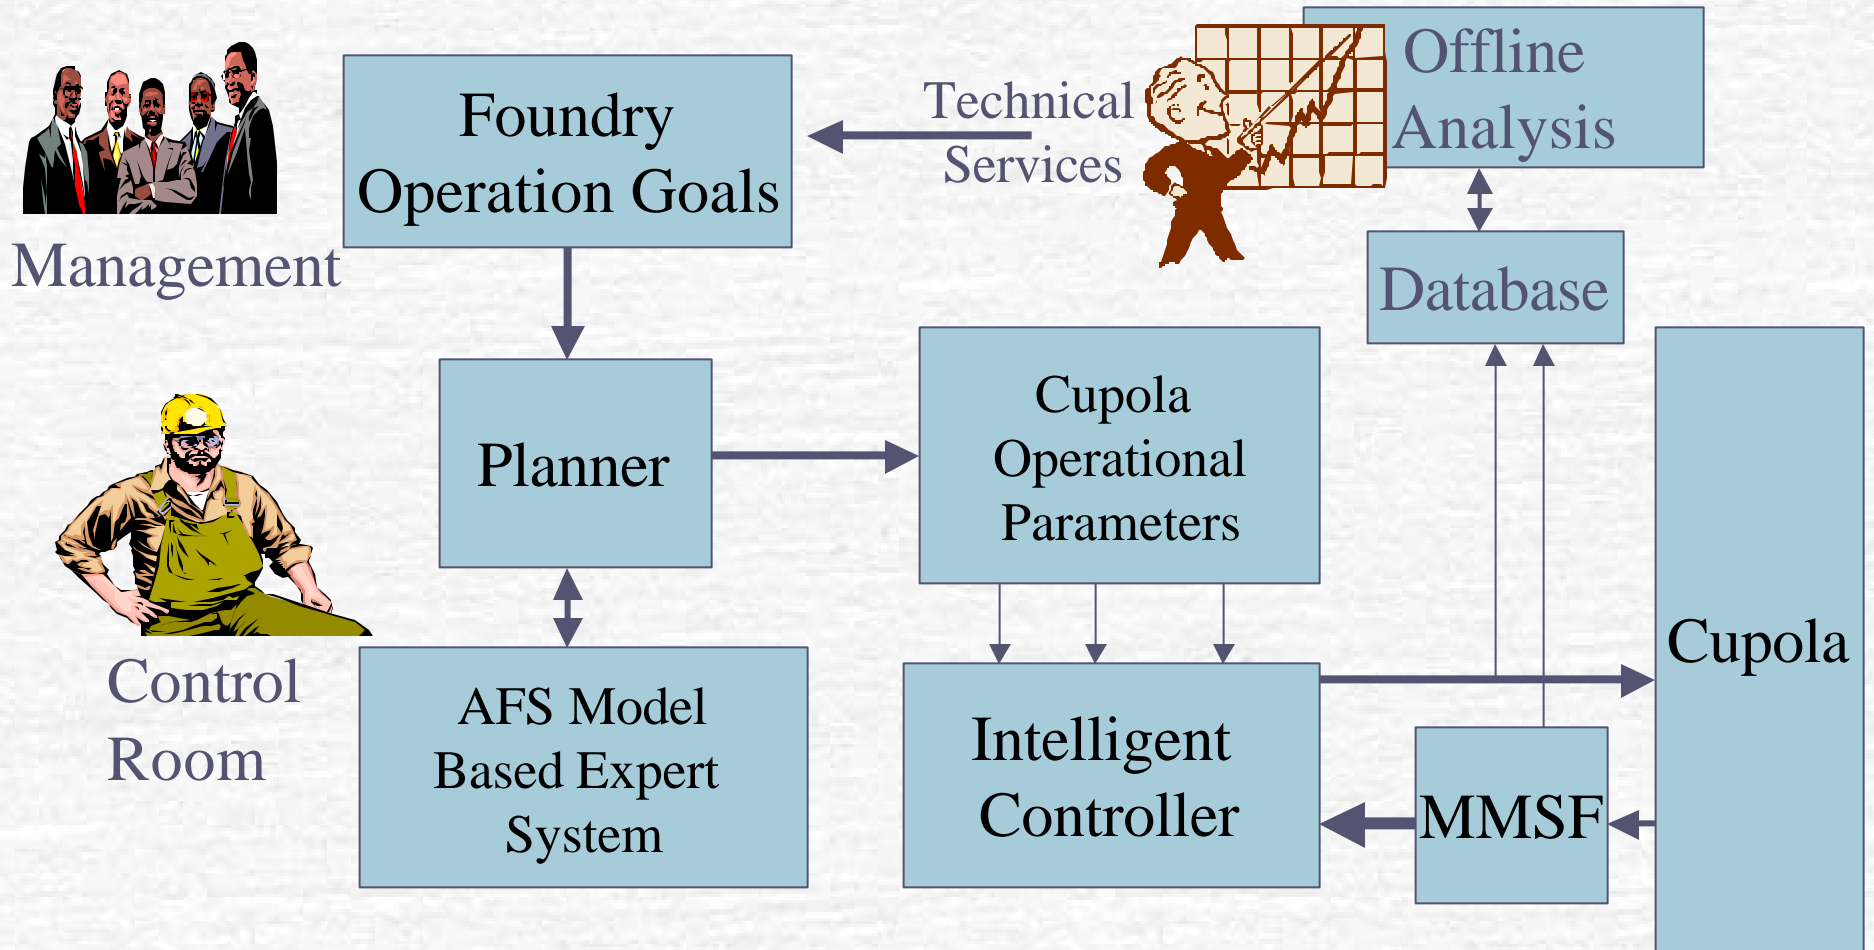 Foundry
Operation Goals
Management
Technical
Services
Offline
Analysis
Database
Planner
Cupola
Operational
Parameters
Control
Room
AFS Model
Based Expert
System
Intelligent
Controller
MMSF
Cupola